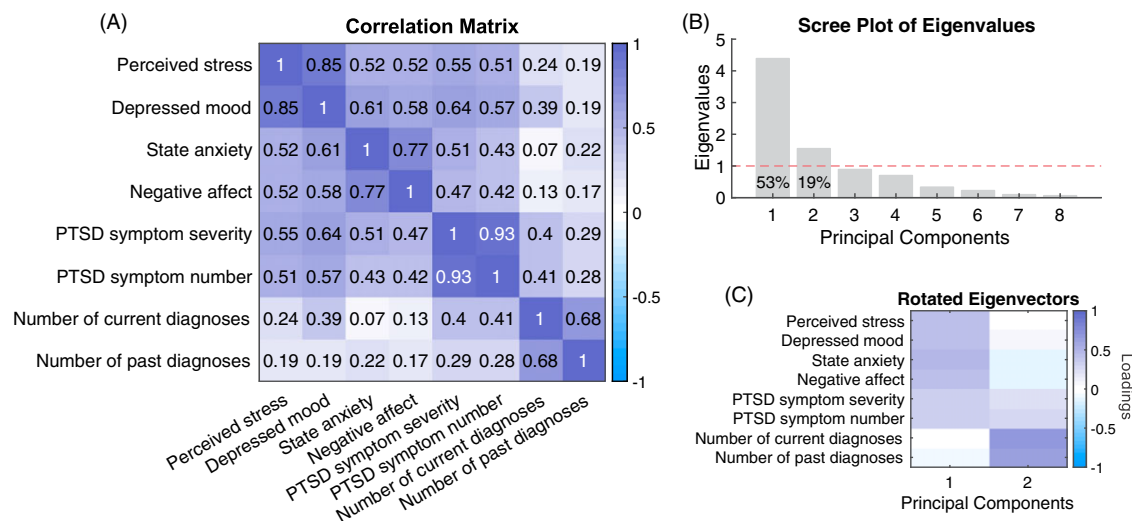 (A)
Correlation Matrix
Perceived stress 1 0.85 0.52 0.52 0.55 0.51 0.24 0.19
Depressed mood 0.85 1 0.61 0.58 0.64 0.57 0.39 0.19
State anxiety 0.52 0.61 1 0.77 0.51 0.43 0.07 0.22
Negative affect 0.52 0.58 0.77 1 0.47 0.42 0.13 0.17
PTSD symptom severity 0.55 0.64 0.51 0.47 1 0.93 0.4 0.29
PTSD symptom number 0.51 0.57 0.43 0.42 0.93 1 0.41 0.28
Number of current diagnoses 0.24 0.39 0.07 0.13 0.4 0.41 1 0.68
Number of past diagnoses 0.19 0.19 0.22 0.17 0.29 0.28 0.68 1
Perceived stress
Depressed mood
State anxiety
Negative affect
PTSD symptom severity
PTSD symptom number
Number of current diagnoses
Number of past diagnoses
1
0.5
0
-0.5
-1
(B)
Scree Plot of Eigenvalues
Eigenvalues
5
4
3
2
1
0
53% 19%
1 2 3 4 5 6 7 8
Principal Components
(C)
Rotated Eigenvectors
Perceived stress
Depressed mood
State anxiety
Negative affect
PTSD symptom severity
PTSD symptom number
Number of current diagnoses
Number of past diagnoses
1 2
Principal Components
1
0.5
0
-0.5
-1
Loadings